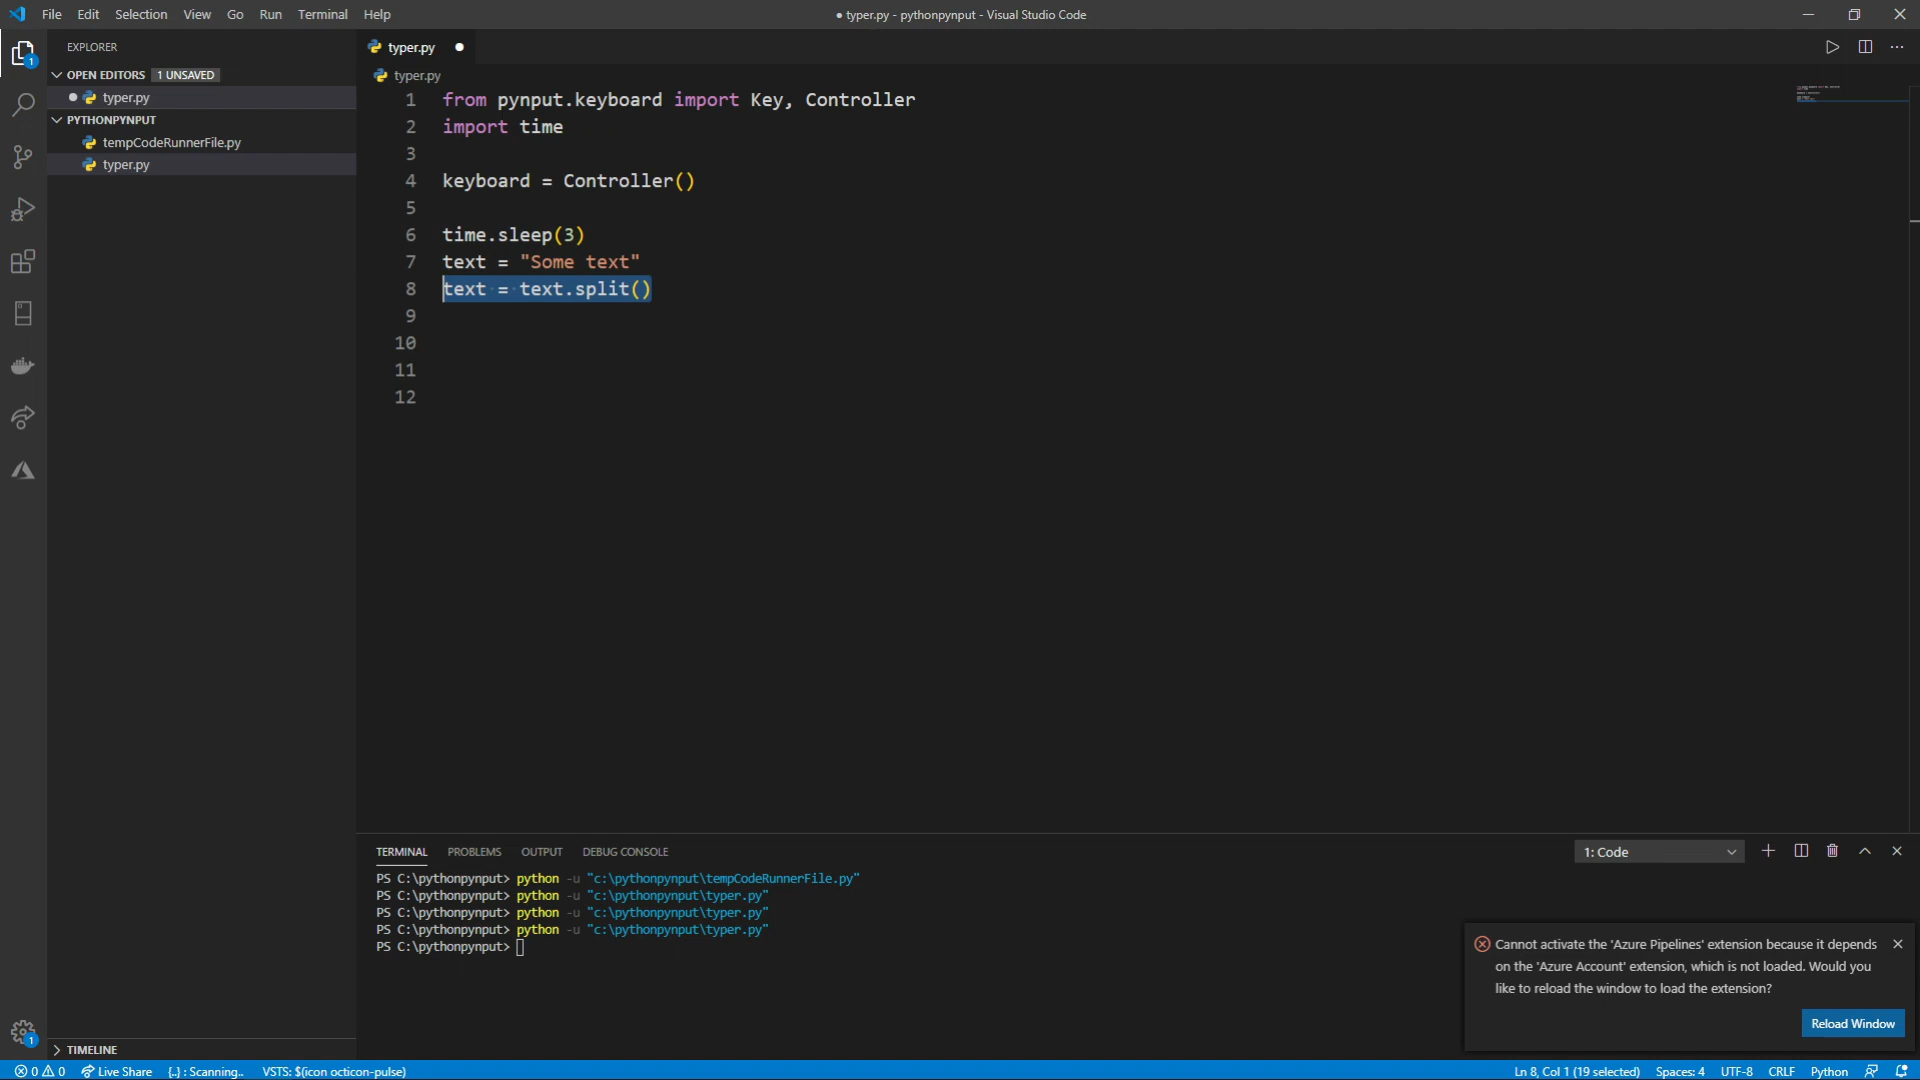 File Edit Selection View Go Run Terminal Help
● typer.py - pythonpynput - Visual Studio Code
EXPLORER
OPEN EDITORS 1 UNSAVED
typer.py
PYTHONPYNPUT
tempCodeRunnerFile.py
typer.py
TIMELINE
1
1
typer.py
typer.py
1 from pynput.keyboard import Key, Controller
2 import time
3
4 keyboard = Controller()
5
6 time.sleep(3)
7 text = "Some text"
8 text = text.split()
9
10
11
12
TERMINAL PROBLEMS OUTPUT DEBUG CONSOLE
1: Code
PS C:\pythonpynput> python -u "c:\pythonpynput\tempCodeRunnerFile.py"
PS C:\pythonpynput> python -u "c:\pythonpynput\typer.py"
PS C:\pythonpynput> python -u "c:\pythonpynput\typer.py"
PS C:\pythonpynput> python -u "c:\pythonpynput\typer.py"
PS C:\pythonpynput>
Cannot activate the 'Azure Pipelines' extension because it depends
on the 'Azure Account' extension, which is not loaded. Would you
like to reload the window to load the extension?
Reload Window
0 0 Live Share {..} : Scanning.. VSTS: $(icon octicon-pulse)
Ln 8, Col 1 (19 selected) Spaces: 4 UTF-8 CRLF Python